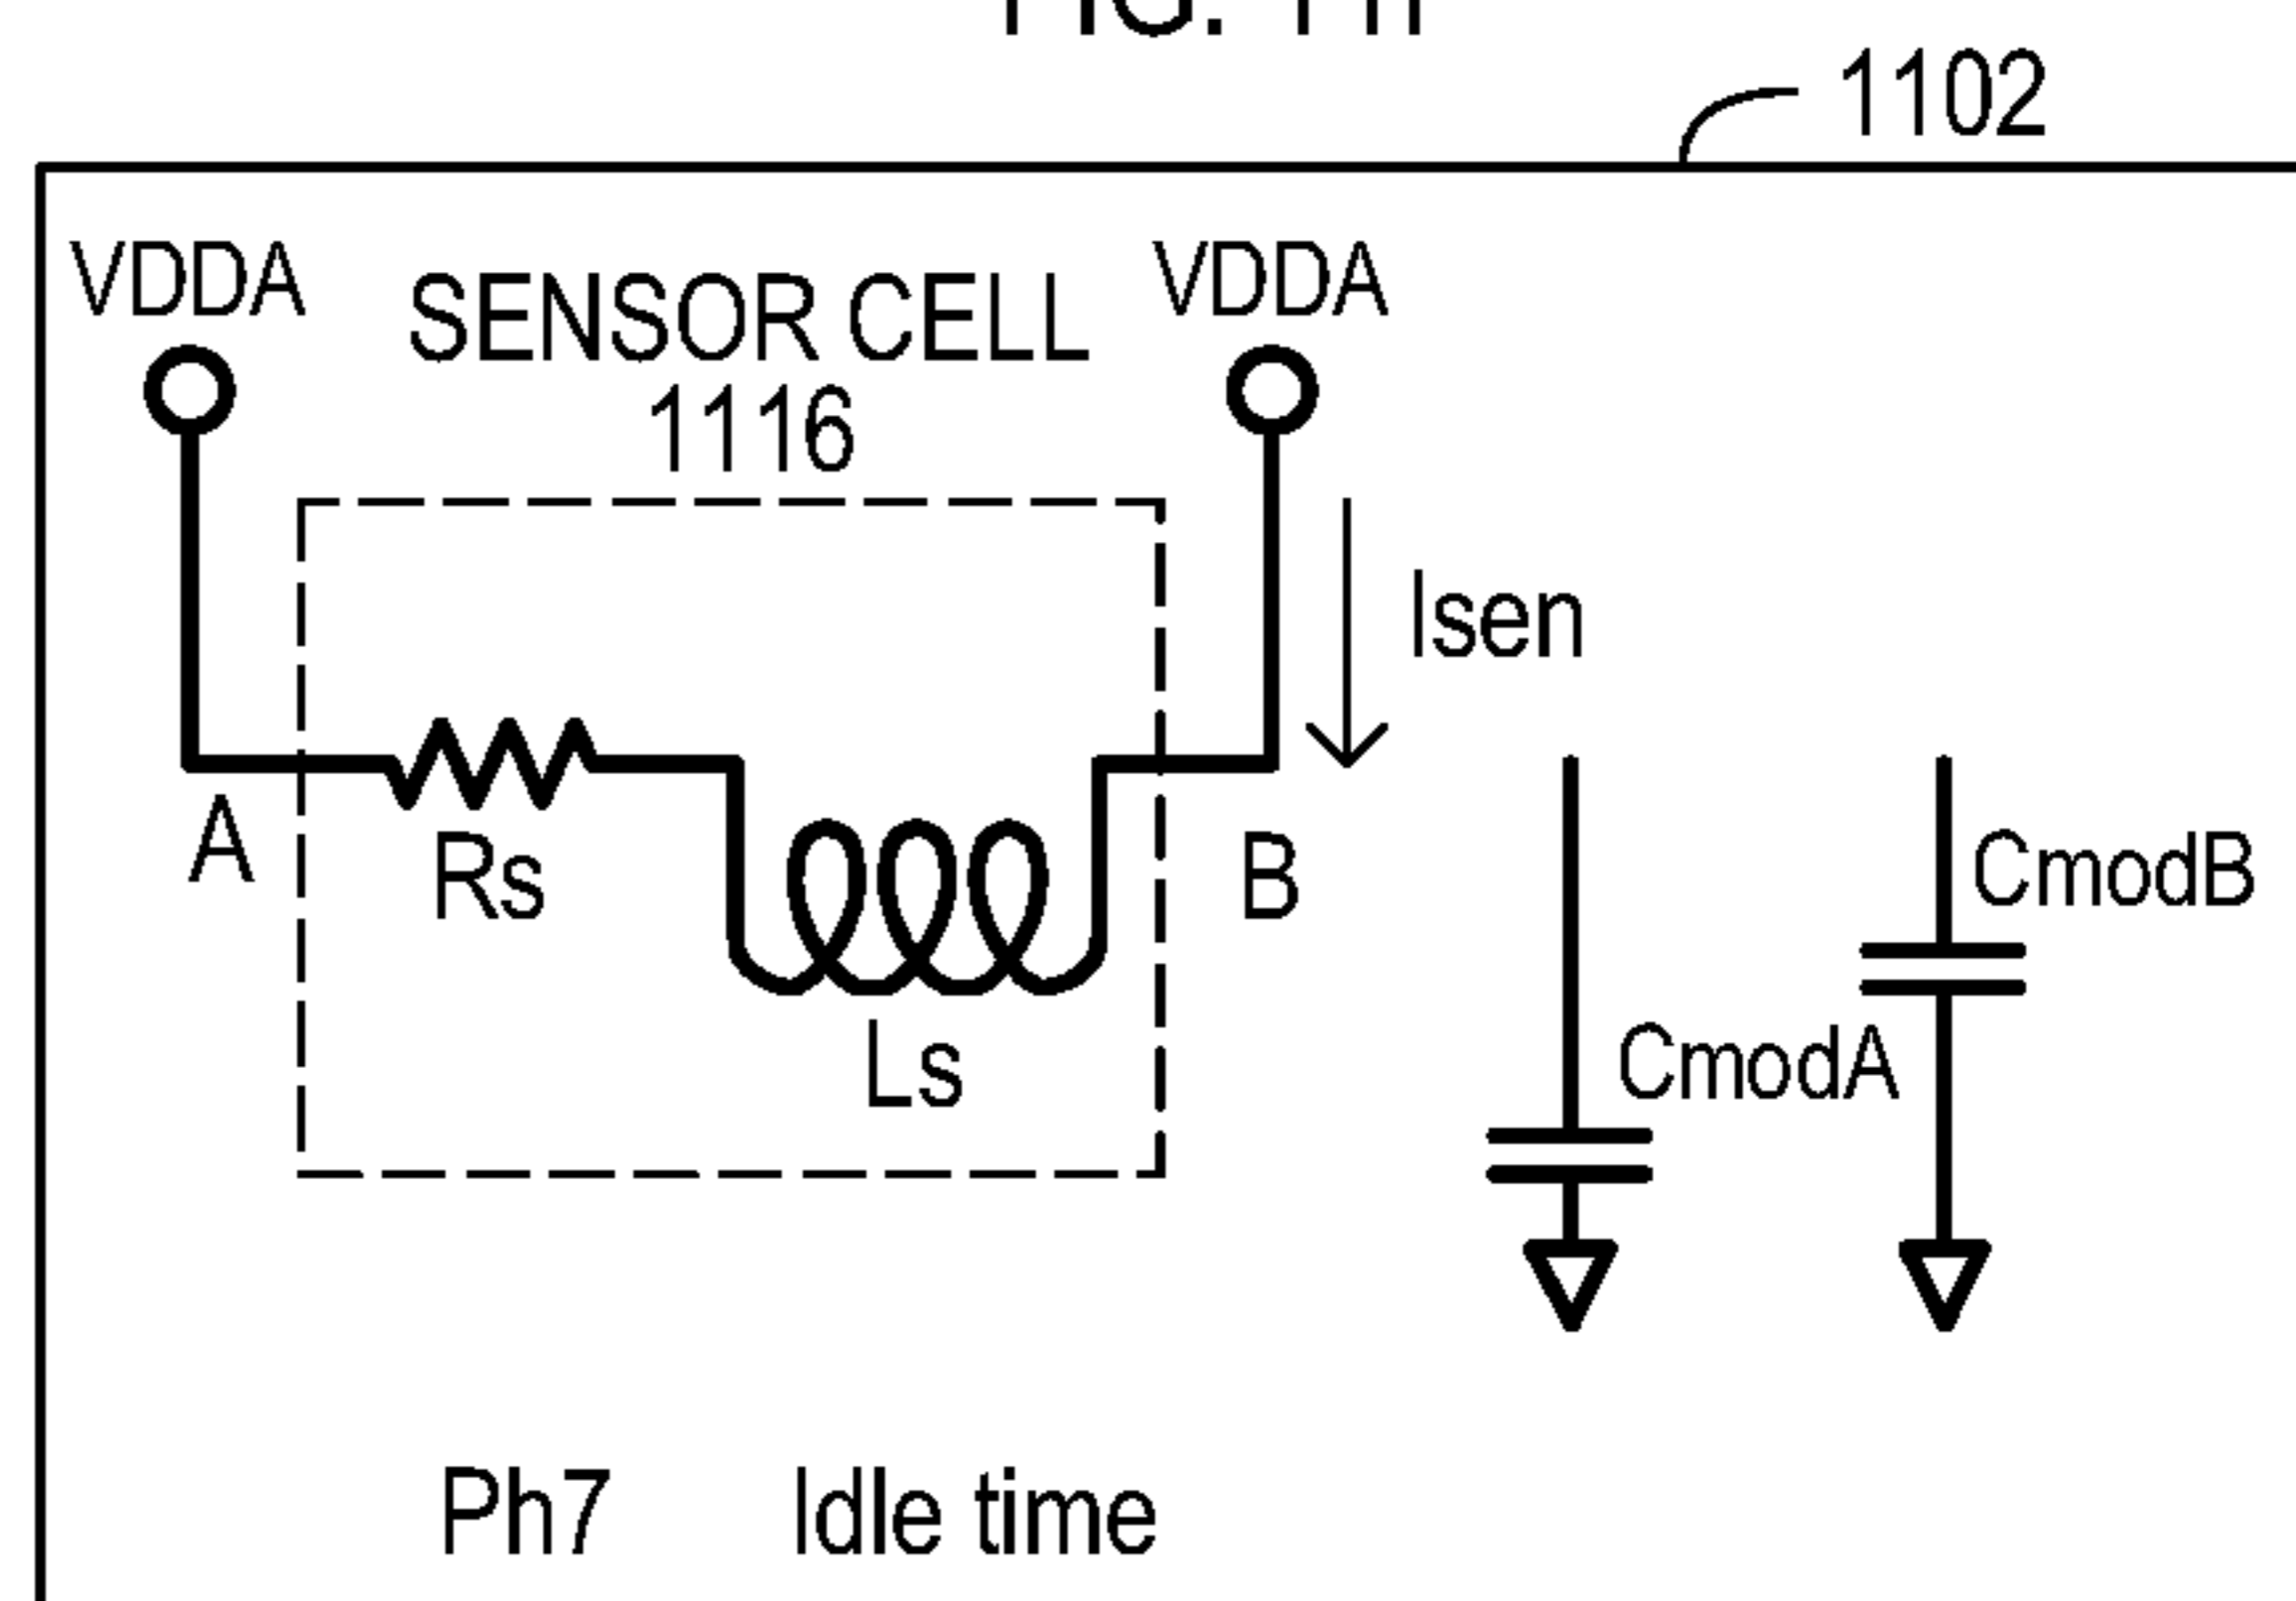 1102
VDDA
SENSOR CELL
1116
VDDA
Isen
A
Rs
Ls
B
CmodA
CmodB
Ph7 Idle time